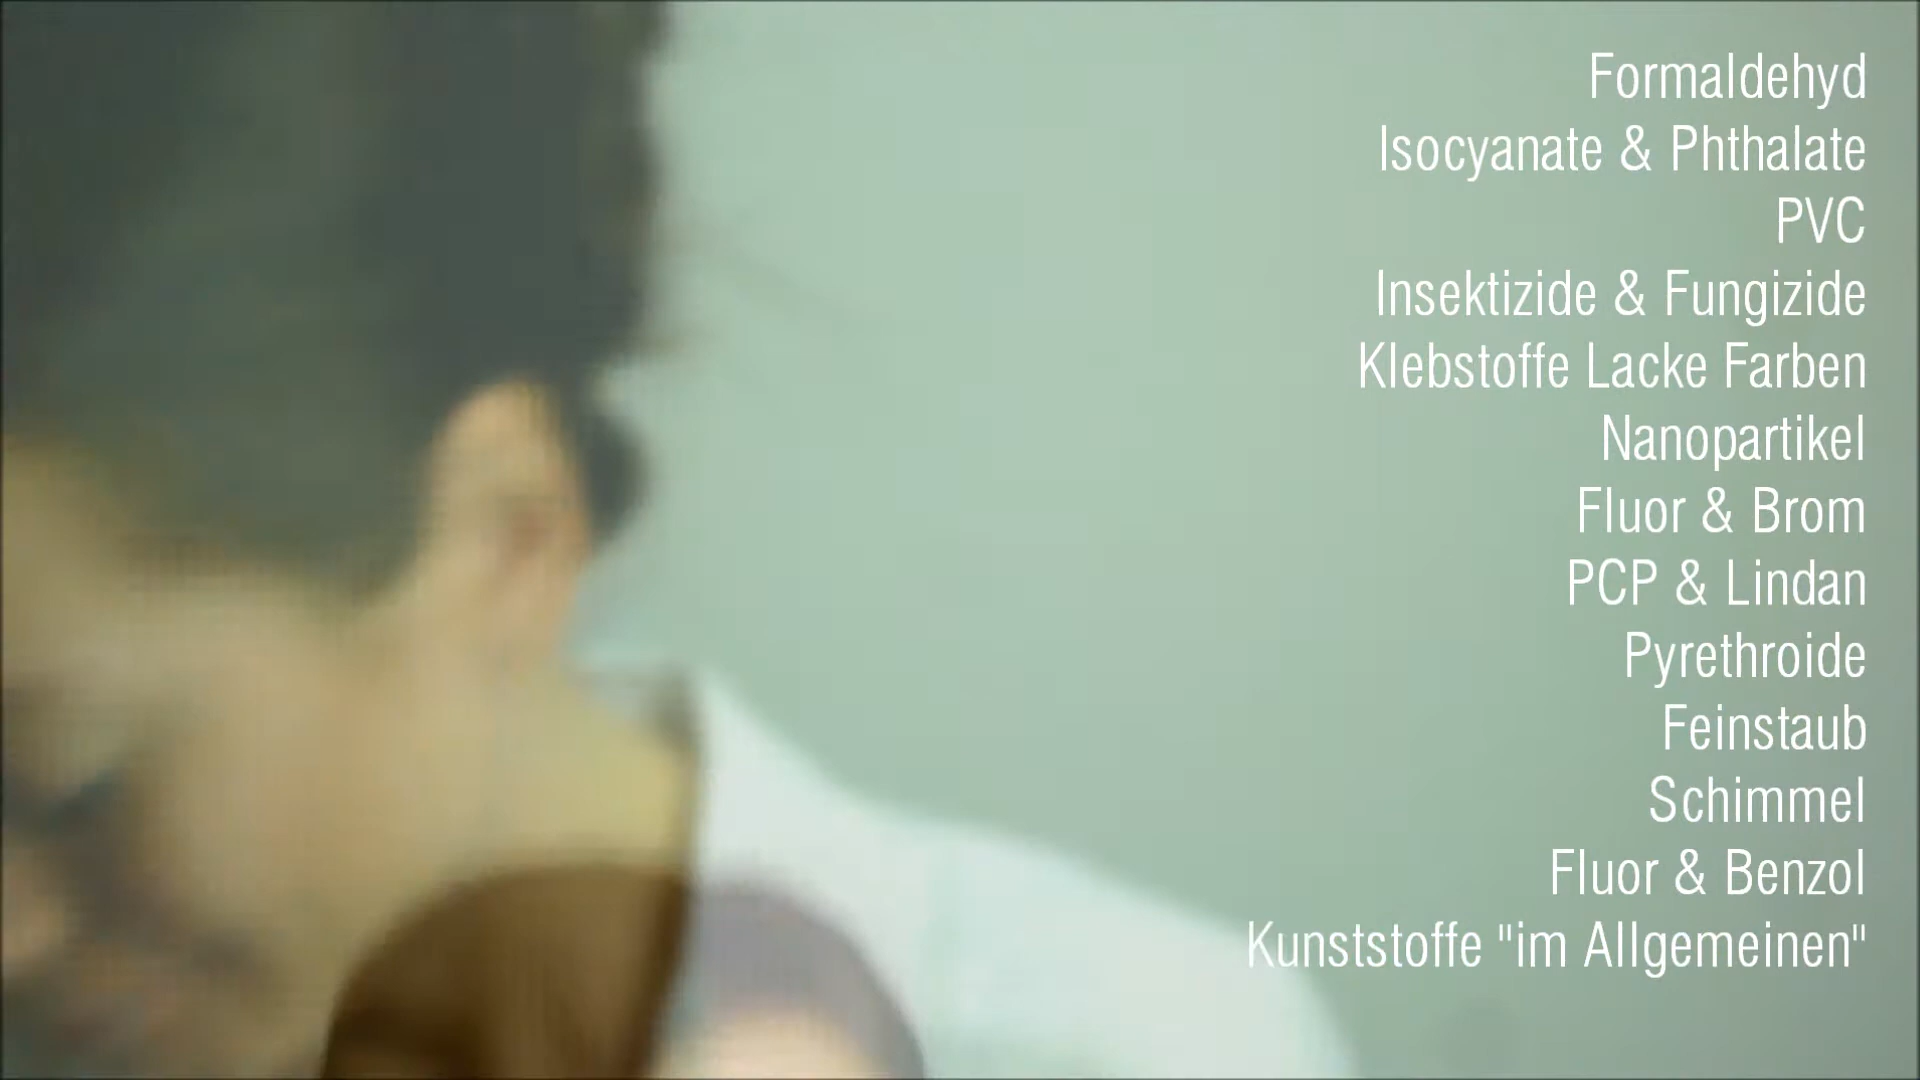 Formaldehyd
Isocyanate & Phthalate
PVC
Insektizide & Fungizide
Klebstoffe Lacke Farben
Nanopartikel
Fluor & Brom
PCP & Lindan
Pyrethroide
Feinstaub
Schimmel
Fluor & Benzol
Kunststoffe "im Allgemeinen"